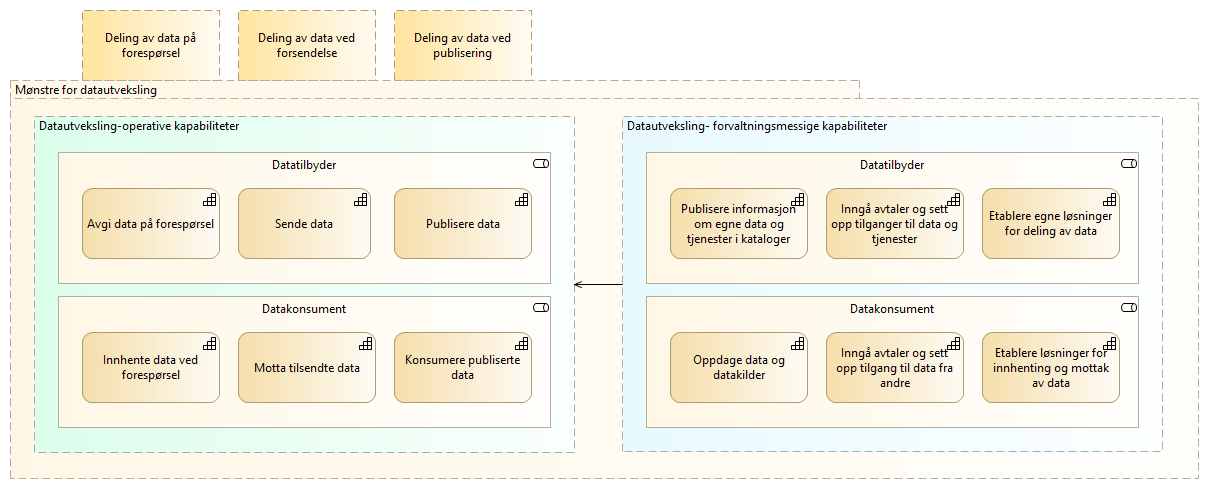 Deling av data på
forespørsel
Deling av data ved
forsendelse
Deling av data ved
publisering
Mønstre for datautveksling
Datautveksling-operative kapabiliteter
Datatilbyder
Avgi data på forespørsel
Sende data
Publisere data
Datakonsument
Innhente data ved
forespørsel
Motta tilsendte data
Konsumere publiserte
data
Datautveksling- forvaltningsmessige kapabiliteter
Datatilbyder
Publisere informasjon
om egne data og
tjenester i kataloger
Inngå avtaler og sett
opp tilganger til data og
tjenester
Etablere egne løsninger
for deling av data
Datakonsument
Oppdage data og
datakilder
Inngå avtaler og sett
opp tilgang til data fra
andre
Etablere løsninger for
innhenting og mottak
av data